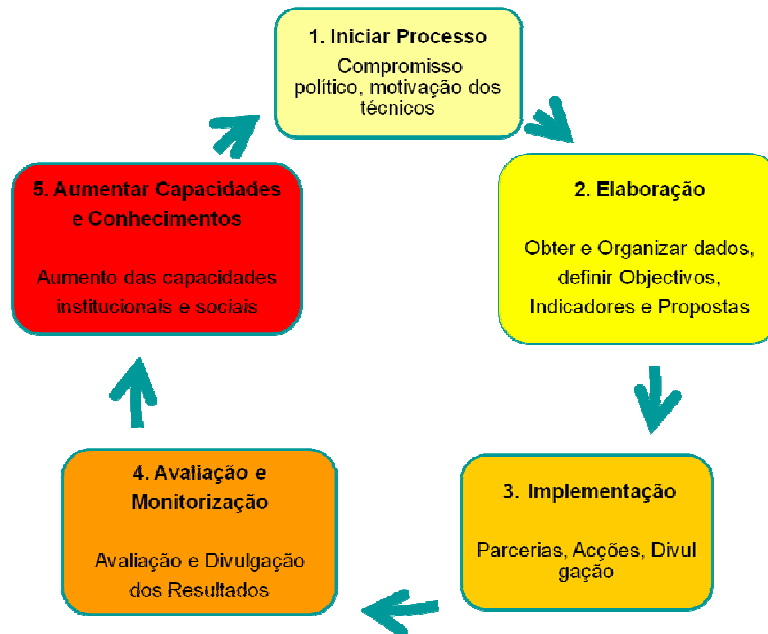 1. Iniciar Processo
Compromisso
político, motivação dos
técnicos
2. Elaboração
Obter e Organizar dados,
definir Objectivos,
Indicadores e Propostas
3. Implementação
Parcerias, Acções, Divul
gação
4. Avaliação e
Monitorização
Avaliação e Divulgação
dos Resultados
5. Aumentar Capacidades
e Conhecimentos
Aumento das capacidades
institucionais e sociais